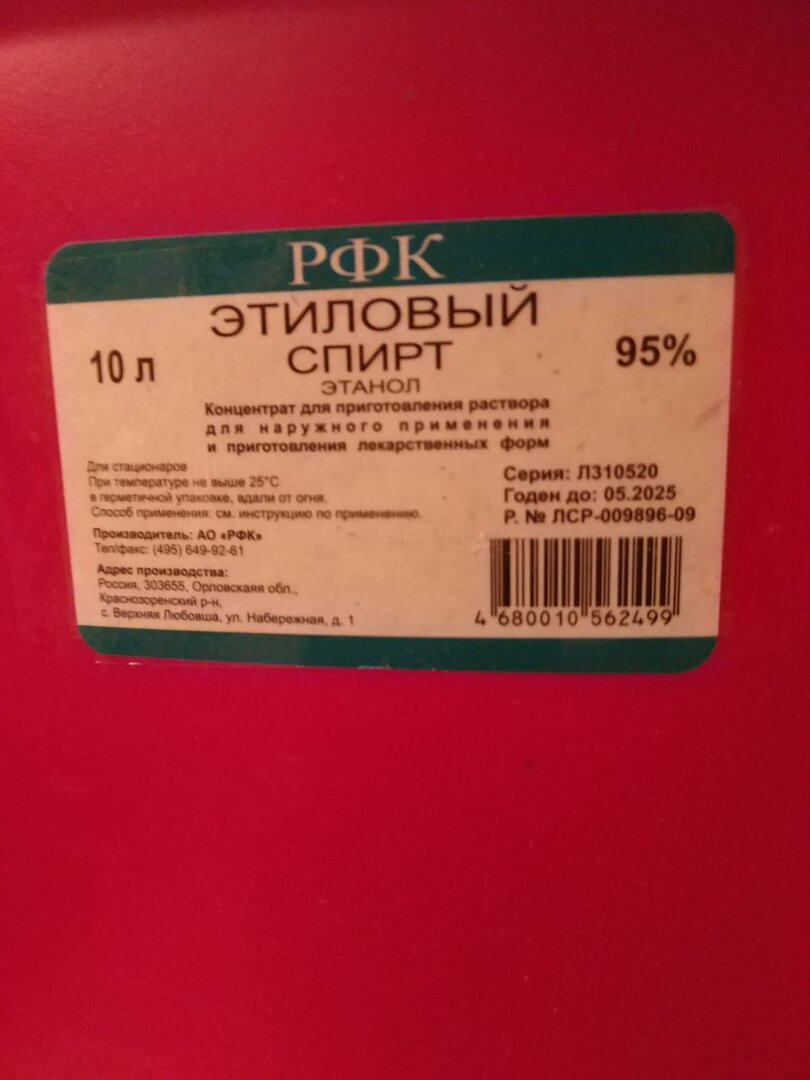 РФК
ЭТИЛОВЫЙ
СПИРТ
ЭТАНОЛ
10 л
95%
Концентрат для приготовления раствора
для наружного применения
и приготовления лекарственных форм
Для стационаров
При температуре не выше 25°С
в герметичной упаковке, вдали от огня.
Способ применения: см. инструкцию по применению.
Производитель: АО «РФК»
Тел/факс: (495) 649-92-61
Адрес производства:
Россия, 303655, Орловскаяя обл.,
Краснозоренский р-н,
с. Верхняя Любовша, ул. Набережная, д. 1
Серия: Л310520
Годен до: 05.2025
Р. № ЛСР-009896-09
4 680010 562499